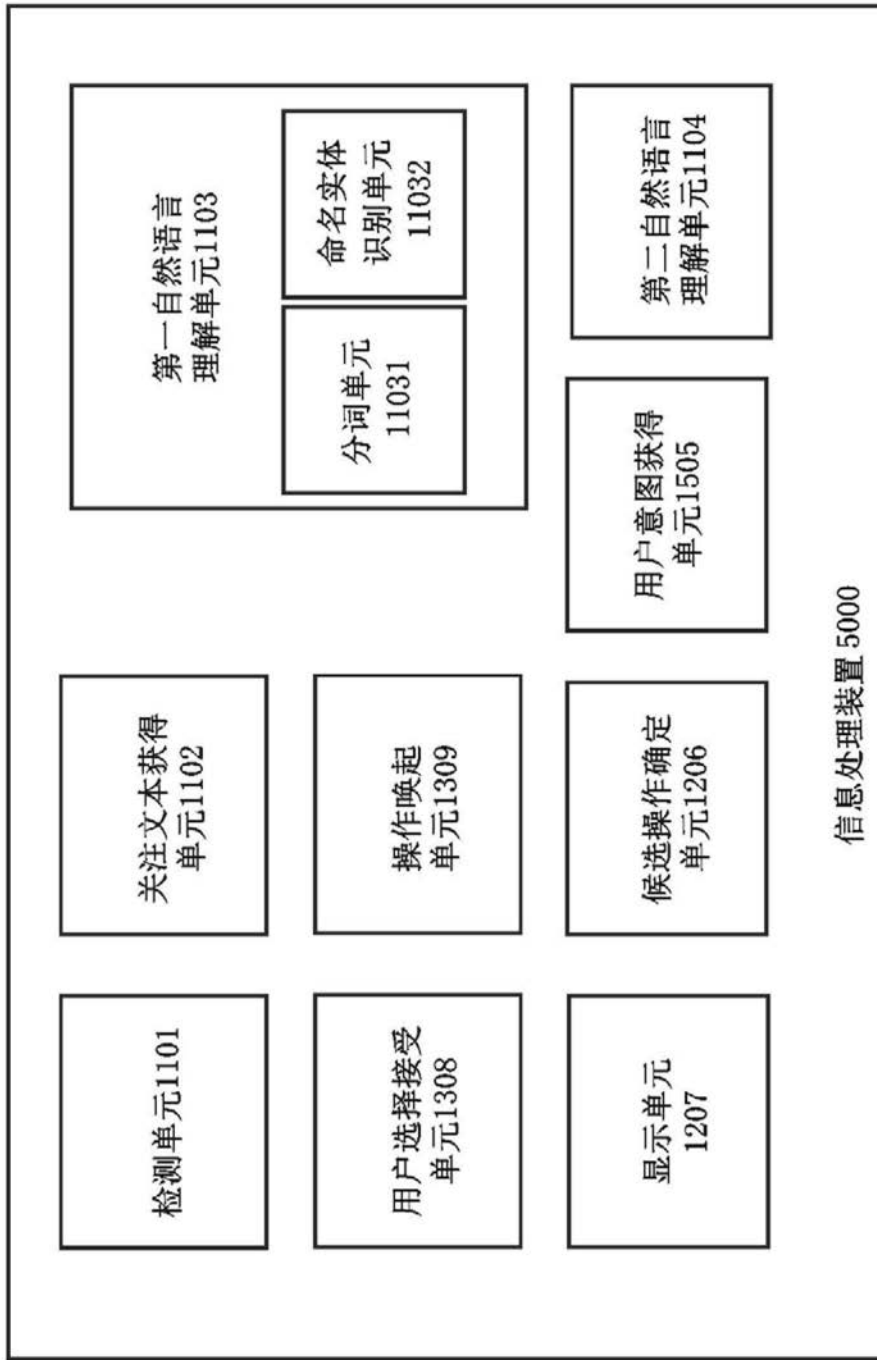 检测单元1101
关注文本获得
单元1102
第一自然语言
理解单元1103
分词单元
11031
命名实体
识别单元
11032
用户选择接受
单元1308
操作唤起
单元1309
显示单元
1207
候选操作确定
单元1206
用户意图获得
单元1505
第二自然语言
理解单元1104
信息处理装置 5000